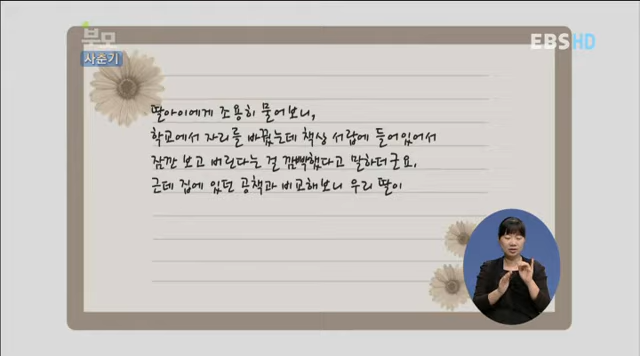 부모
사춘기
EBS HD
딸아이에게 조용히 물어보니,
학교에서 자리를 바꿨는데 책상 서랍에 들어있어서
잠깐 보고 버린다는 걸 깜빡했다고 말하더군요.
근데 집에 있던 공책과 비교해보니 우리 딸이